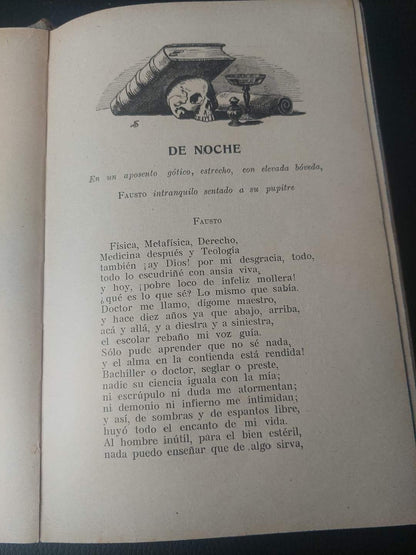 DE NOCHE
En un aposento gótico, estrecho, con elevada bóveda,
FAUSTO intranquilo sentado a su pupitre
FAUSTO
Física, Metafísica, Derecho,
Medicina después y Teología
también ¡ay Dios! por mi desgracia, todo,
todo lo escudriñé con ansia viva,
y hoy, ¡pobre loco de infeliz mollera!
¿qué es lo que sé? Lo mismo que sabía.
Doctor me llamo, dígome maestro,
y hace diez años ya que abajo, arriba,
acá y allá, y a diestra y a siniestra,
el escolar rebaño mi voz guía.
Sólo pude aprender que no sé nada,
y el alma en la contienda está rendida!
Bachiller o doctor, seglar o preste,
nadie su ciencia iguala con la mía;
ni escrúpulo ni duda me atormentan;
ni demonio ni infierno me intimidan;
y así, de sombras y de espantos libre,
huyó todo el encanto de mi vida.
Al hombre inútil, para el bien estéril,
nada puedo enseñar que de algo sirva,